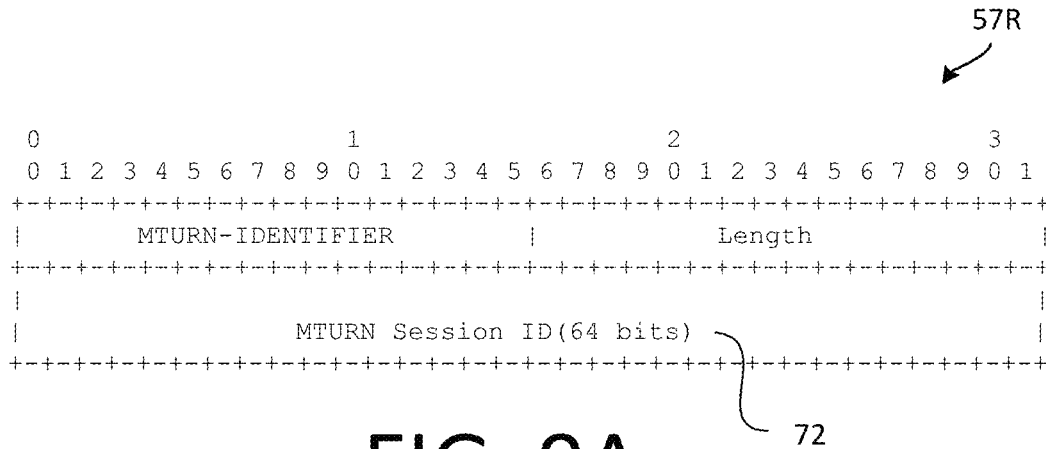 57R
0 1 2 3
0 1 2 3 4 5 6 7 8 9 0 1 2 3 4 5 6 7 8 9 0 1 2 3 4 5 6 7 8 9 0 1
+-+-+-+-+-+-+-+-+-+-+-+-+-+-+-+-+-+-+-+-+-+-+-+-+-+-+-+-+-+-+-+-+
| MTURN-IDENTIFIER | Length |
+-+-+-+-+-+-+-+-+-+-+-+-+-+-+-+-+-+-+-+-+-+-+-+-+-+-+-+-+-+-+-+-+
| |
| MTURN Session ID(64 bits) |
+-+-+-+-+-+-+-+-+-+-+-+-+-+-+-+-+-+-+-+-+-+-+-+-+-+-+-+-+-+-+-+-+
72